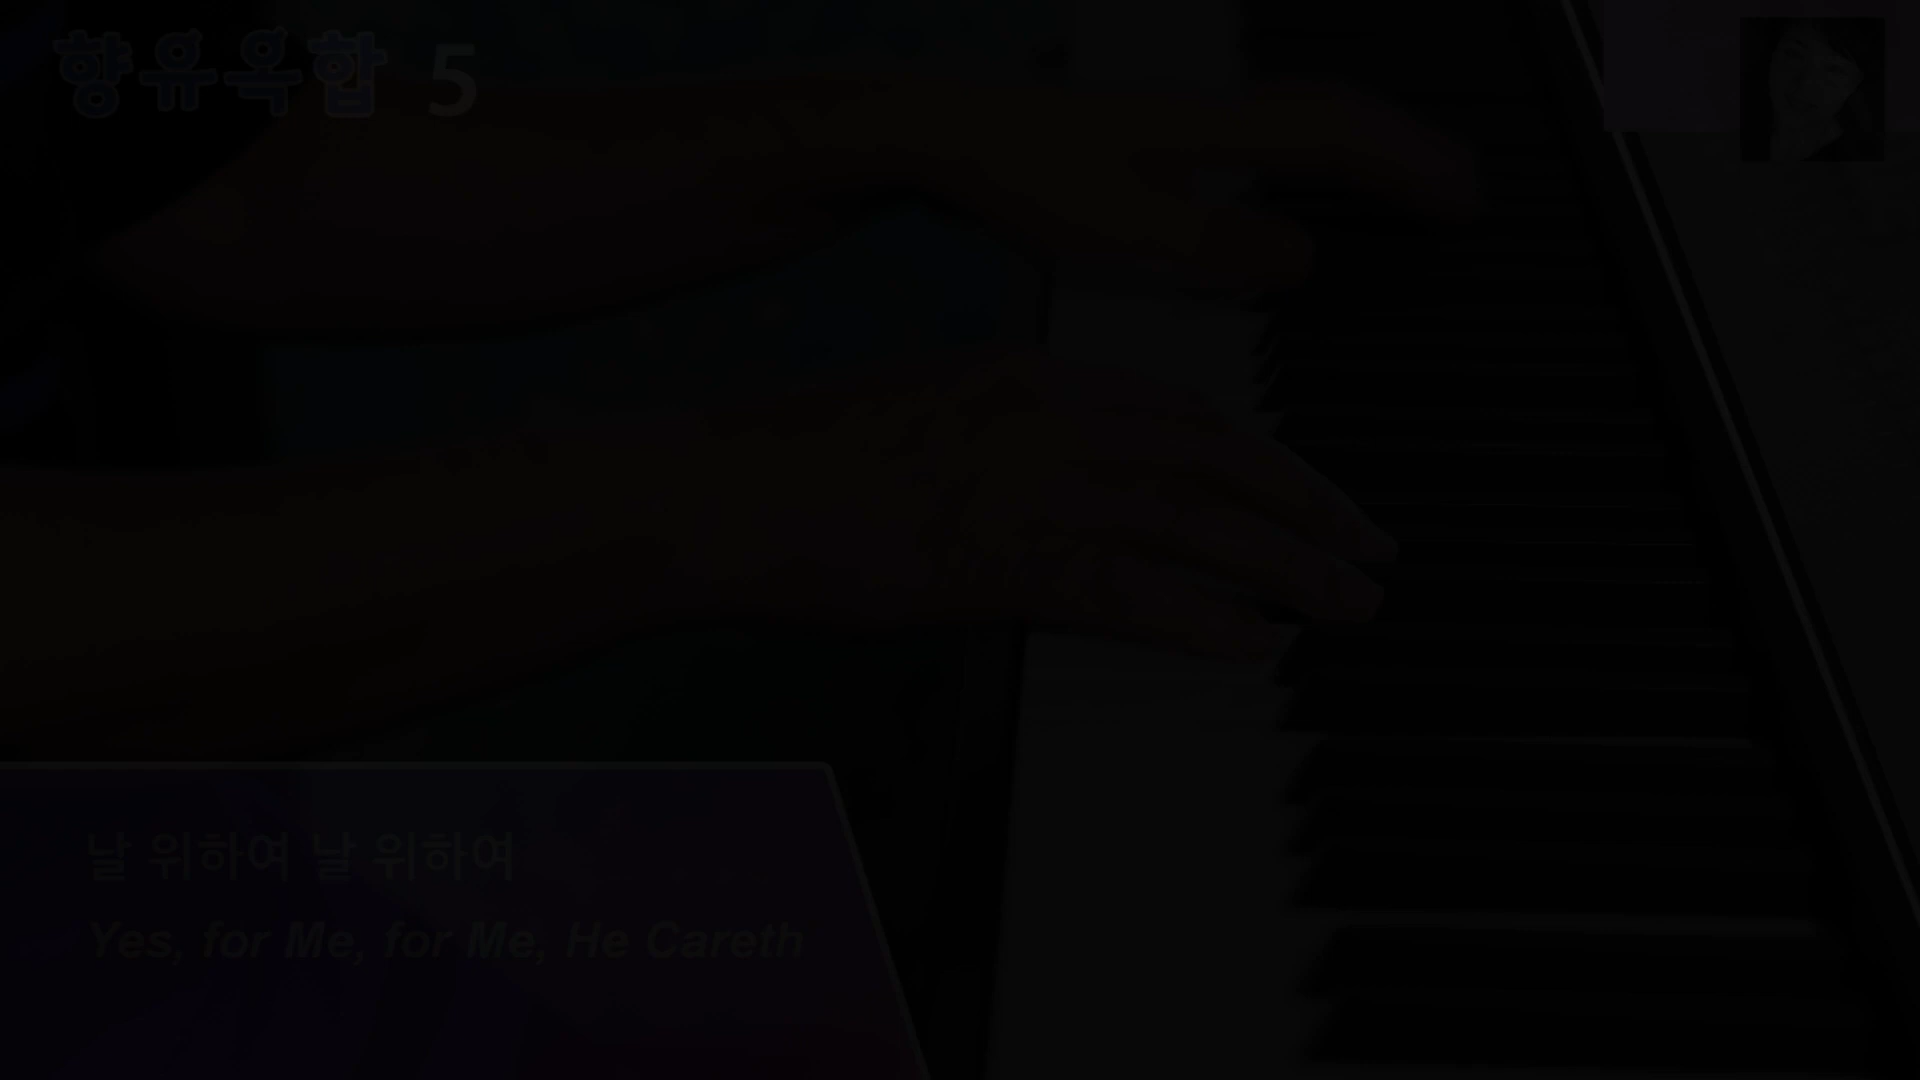 향유옥합 5
날 위하여 날 위하여
Yes, for Me, for Me, He Careth